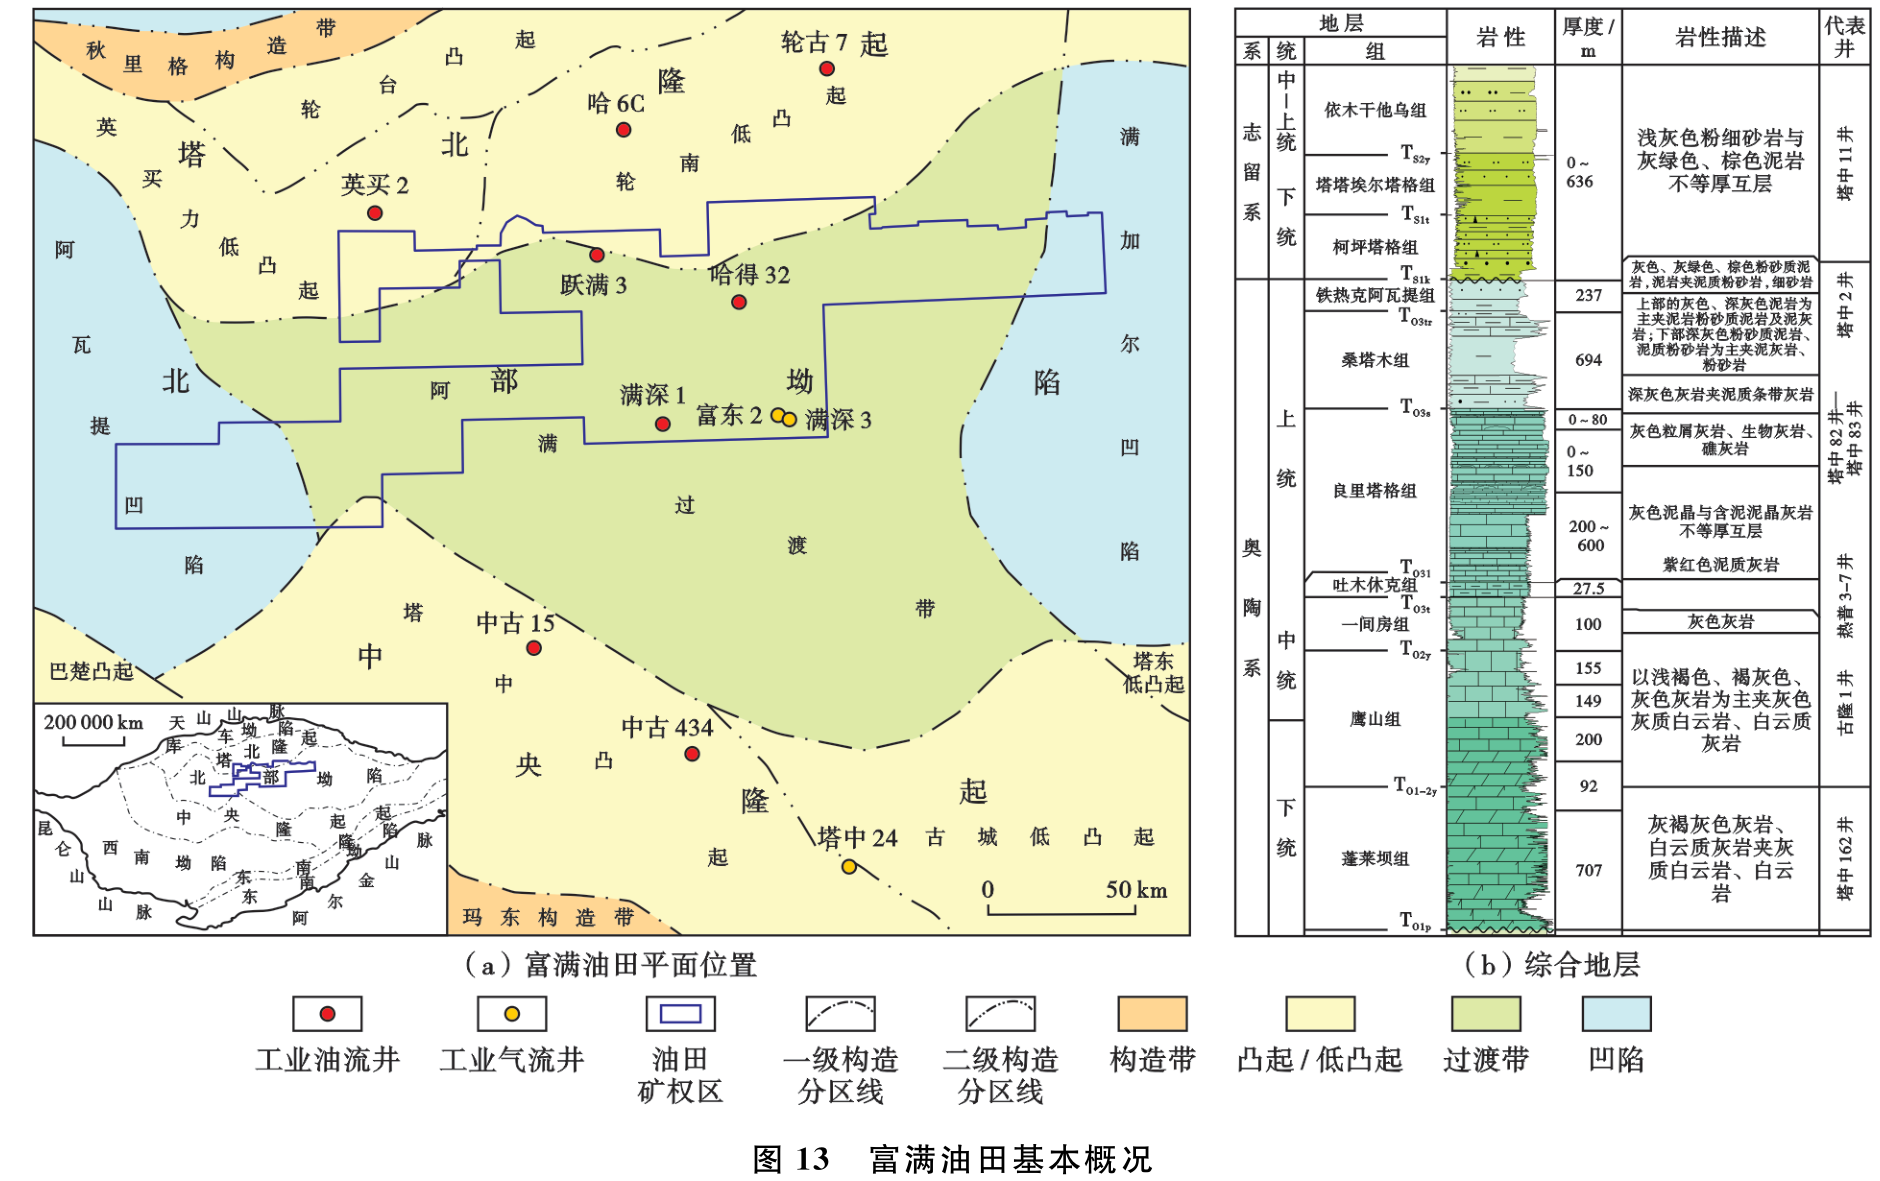 秋里格构造带
轮台凸起
轮古 7
起
隆
哈 6C
轮南低凸起
英买力低凸起
塔
北
英买 2
满加尔凹陷
阿瓦提凹陷
跃满 3
哈得 32
北
部
坳
陷
阿满过渡带
满深 1
富东 2
满深 3
巴楚凸起
塔中凸起
中古 15
中
央
隆
起
中古 434
塔东
低凸起
塔中 24
古城低凸起
玛东构造带
0
50 km
200 000 km
天山山脉
库车坳陷
塔北隆起
北部坳陷
中央隆起
西南坳陷
东南隆起
东南坳陷
昆仑山山脉
阿尔金山脉
（a）富满油田平面位置
地层
岩性
厚度 /
m
岩性描述
代表
井
系
统
组
志留系
中—上统
下统
依木干他乌组
T_S2y
塔塔埃尔塔格组
T_S1t
柯坪塔格组
T_S1k
0～
636
浅灰色粉细砂岩与
灰绿色、棕色泥岩
不等厚互层
塔中 11 井
灰色、灰绿色、棕色粉砂质泥
岩，泥岩夹泥质粉砂岩，细砂岩
奥陶系
上统
中统
下统
铁热克阿瓦提组
237
T_O3tr
上部的灰色、深灰色泥岩为
主夹泥岩粉砂质泥岩及泥灰
岩；下部深灰色粉砂质泥岩、
泥质粉砂岩为主夹泥灰岩、
粉砂岩
塔中 2 井
桑塔木组
694
深灰色灰岩夹泥质条带灰岩
T_O3s
0～80
灰色粒屑灰岩、生物灰岩、
礁灰岩
塔中 82 井—
塔中 83 井
0～
150
良里塔格组
200～
600
灰色泥晶与含泥泥晶灰岩
不等厚互层
紫红色泥质灰岩
T_O3l
吐木休克组
27.5
T_O3t
热普 3–7 井
一间房组
100
灰色灰岩
T_O2y
鹰山组
155
149
200
92
以浅褐色、褐灰色、
灰色灰岩为主夹灰色
灰质白云岩、白云质
灰岩
古隆 1 井
T_O1–2y
蓬莱坝组
707
灰褐灰色灰岩、
白云质灰岩夹灰
质白云岩、白云
岩
塔中 162 井
T_O1p
（b）综合地层
工业油流井
工业气流井
油田
矿权区
一级构造
分区线
二级构造
分区线
构造带
凸起 / 低凸起
过渡带
凹陷
图 13 富满油田基本概况